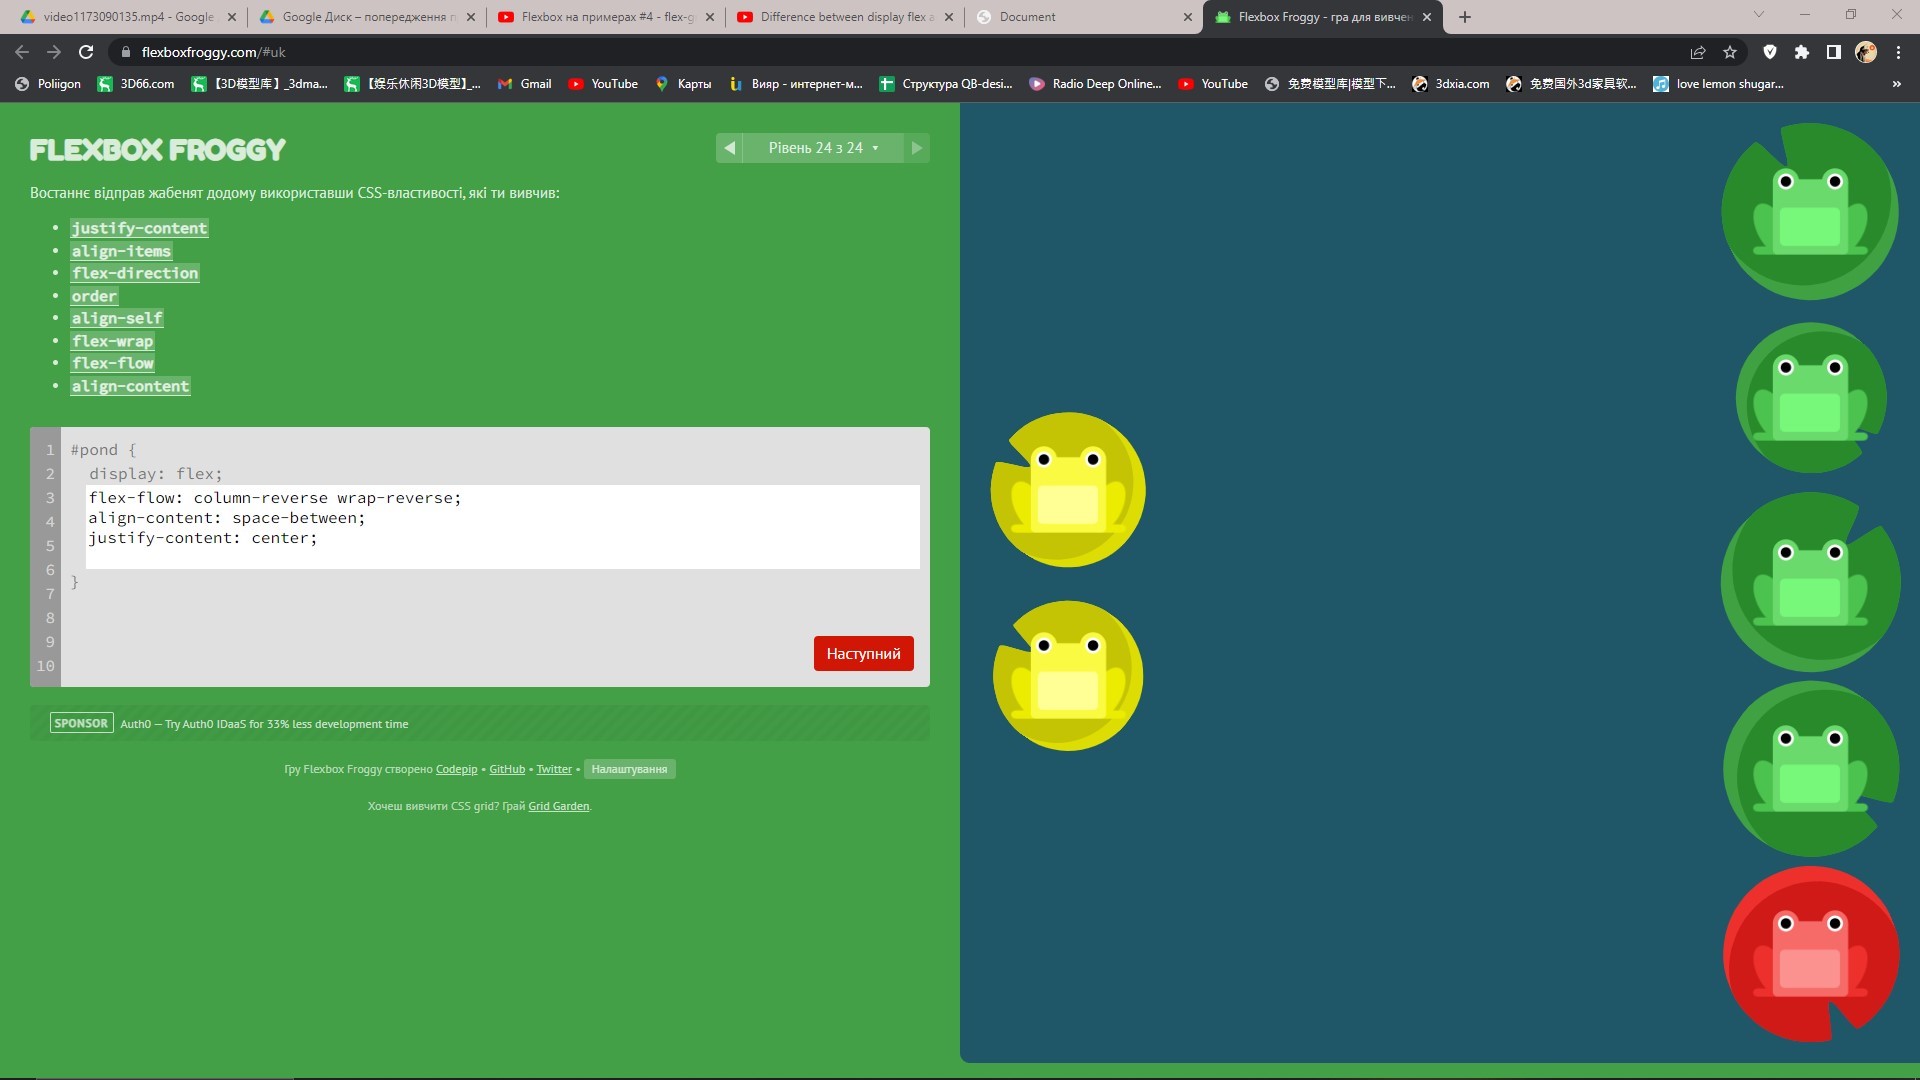 video1173090135.mp4 - Google
Google Диск – попередження п
Flexbox на примерах #4 - flex-g
Difference between display flex a
Document
Flexbox Froggy - гра для вивчен
flexboxfroggy.com/#uk
Poliigon
3D66.com
【3D模型库】_3dma...
【娱乐休闲3D模型】_...
Gmail
YouTube
Карты
Вияр - интернет-м...
Структура QB-desi...
Radio Deep Online...
YouTube
免费模型库|模型下...
3dxia.com
免费国外3d家具软...
love lemon shugar...
»
FLEXBOX FROGGY
Рівень 24 з 24
Востаннє відправ жабенят додому використавши CSS-властивості, які ти вивчив:
• justify-content
• align-items
• flex-direction
• order
• align-self
• flex-wrap
• flex-flow
• align-content
1 #pond {
2 display: flex;
3 flex-flow: column-reverse wrap-reverse;
4 align-content: space-between;
5 justify-content: center;
6
7 }
8
9
10
Наступний
SPONSOR Auth0 — Try Auth0 IDaaS for 33% less development time
Гру Flexbox Froggy створено Codepip • GitHub • Twitter • Налаштування
Хочеш вивчити CSS grid? Грай Grid Garden.